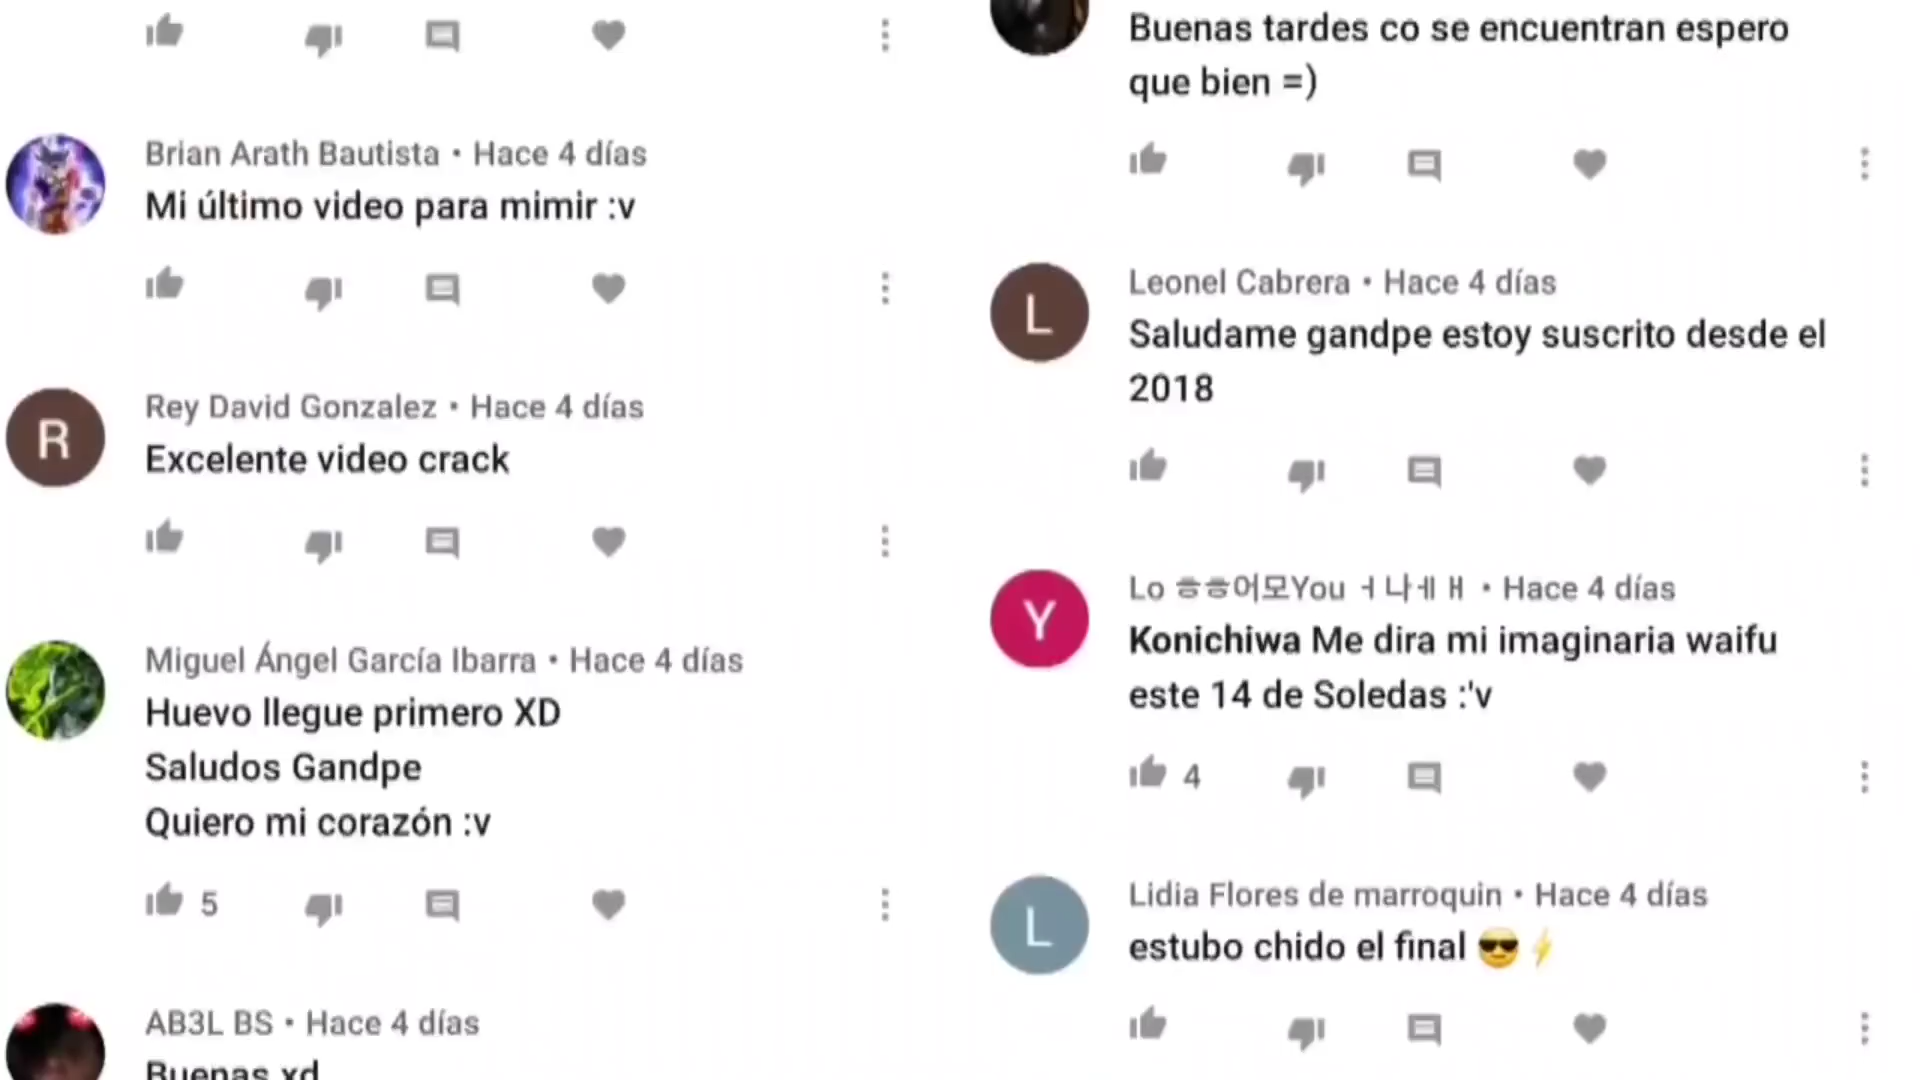 Brian Arath Bautista • Hace 4 días
Mi último video para mimir :v
R
Rey David Gonzalez • Hace 4 días
Excelente video crack
Miguel Ángel García Ibarra • Hace 4 días
Huevo llegue primero XD
Saludos Gandpe
Quiero mi corazón :v
5
AB3L BS • Hace 4 días
Buenas xd
Buenas tardes co se encuentran espero
que bien =)
L
Leonel Cabrera • Hace 4 días
Saludame gandpe estoy suscrito desde el
2018
Y
Lo ㅎㅎ어모You ㅓ나ㅔㅐ • Hace 4 días
Konichiwa Me dira mi imaginaria waifu
este 14 de Soledas :'v
4
L
Lidia Flores de marroquin • Hace 4 días
estubo chido el final 😎⚡